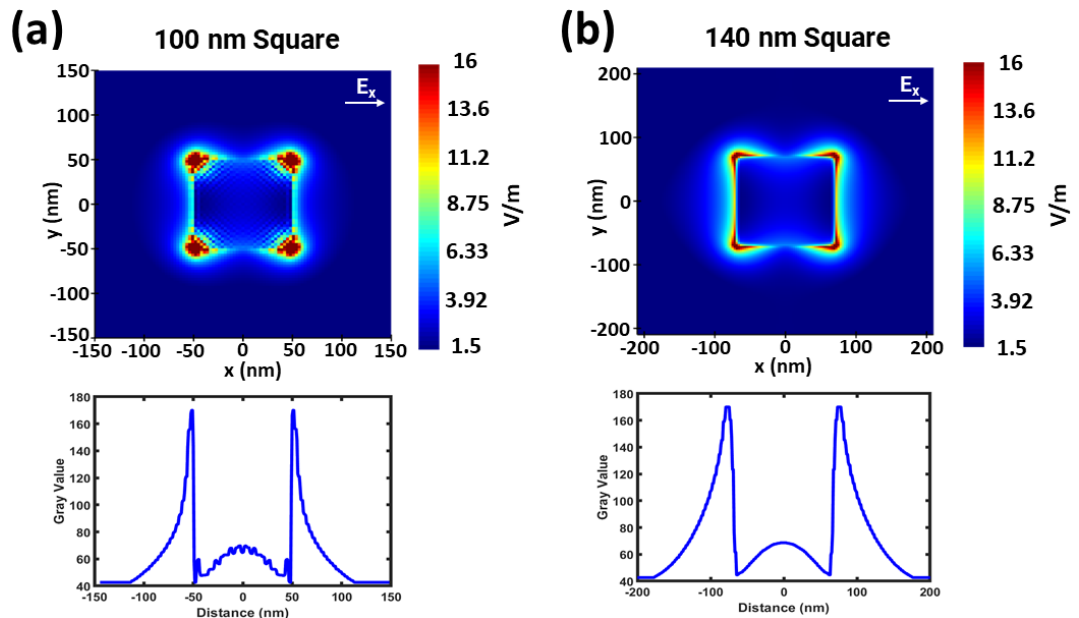 (a)
100 nm Square
150
100
50
0
-50
-100
-150
y (nm)
-150 -100 -50 0 50 100 150
x (nm)
Ex
16
13.6
11.2
8.75
6.33
3.92
1.5
V/m
180
160
140
120
100
80
60
40
Gray Value
-150 -100 -50 0 50 100 150
Distance (nm)
(b)
140 nm Square
200
100
0
-100
-200
y (nm)
-200 -100 0 100 200
x (nm)
Ex
16
13.6
11.2
8.75
6.33
3.92
1.5
V/m
180
160
140
120
100
80
60
40
Gray Value
-200 -100 0 100 200
Distance (nm)